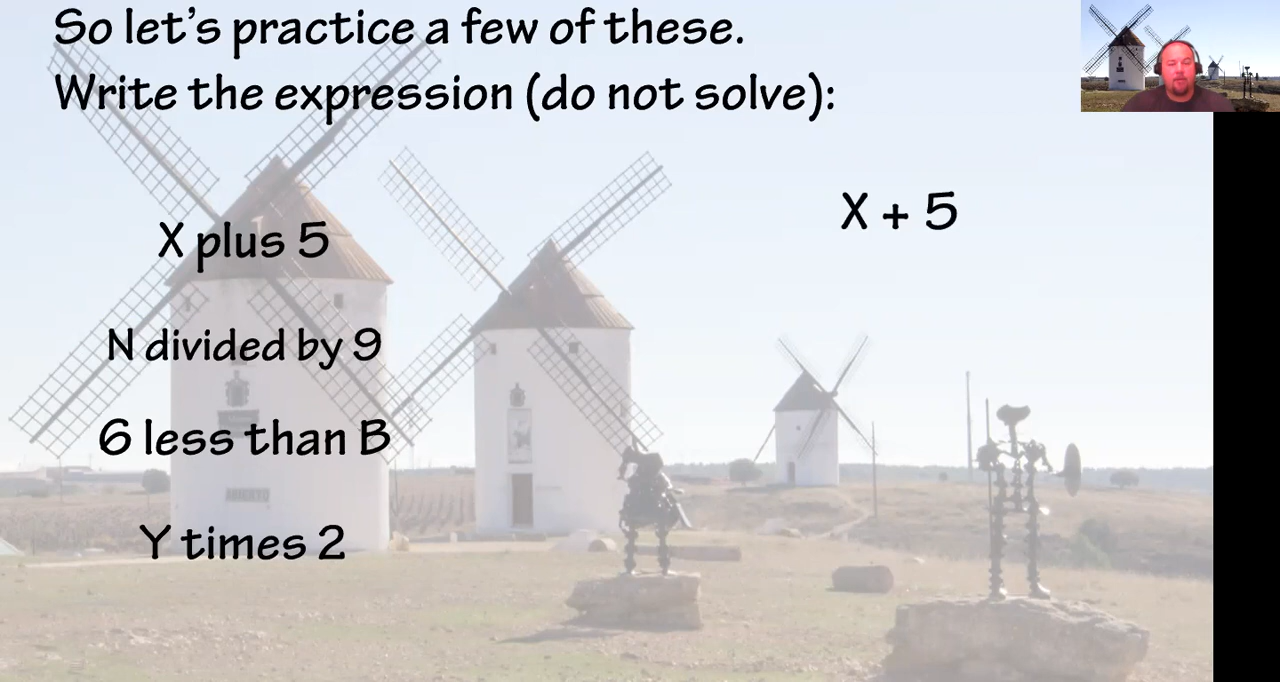 So let's practice a few of these.
Write the expression (do not solve):
X plus 5
X + 5
N divided by 9
6 less than B
Y times 2
ABIERTO